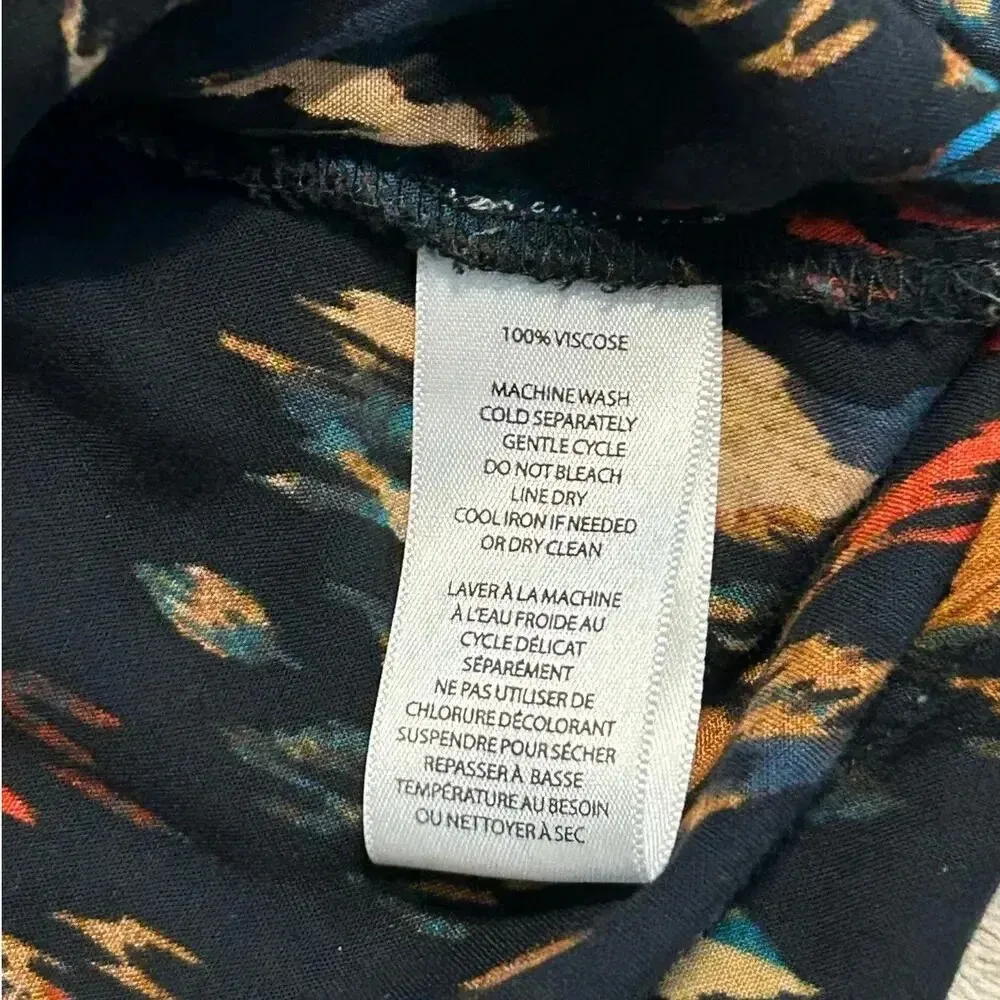 100% VISCOSE
MACHINE WASH
COLD SEPARATELY
GENTLE CYCLE
DO NOT BLEACH
LINE DRY
COOL IRON IF NEEDED
OR DRY CLEAN
LAVER À LA MACHINE
À L'EAU FROIDE AU
CYCLE DÉLICAT
SÉPARÉMENT
NE PAS UTILISER DE
CHLORURE DÉCOLORANT
SUSPENDRE POUR SÉCHER
REPASSER À BASSE
TEMPÉRATURE AU BESOIN
OU NETTOYER À SEC